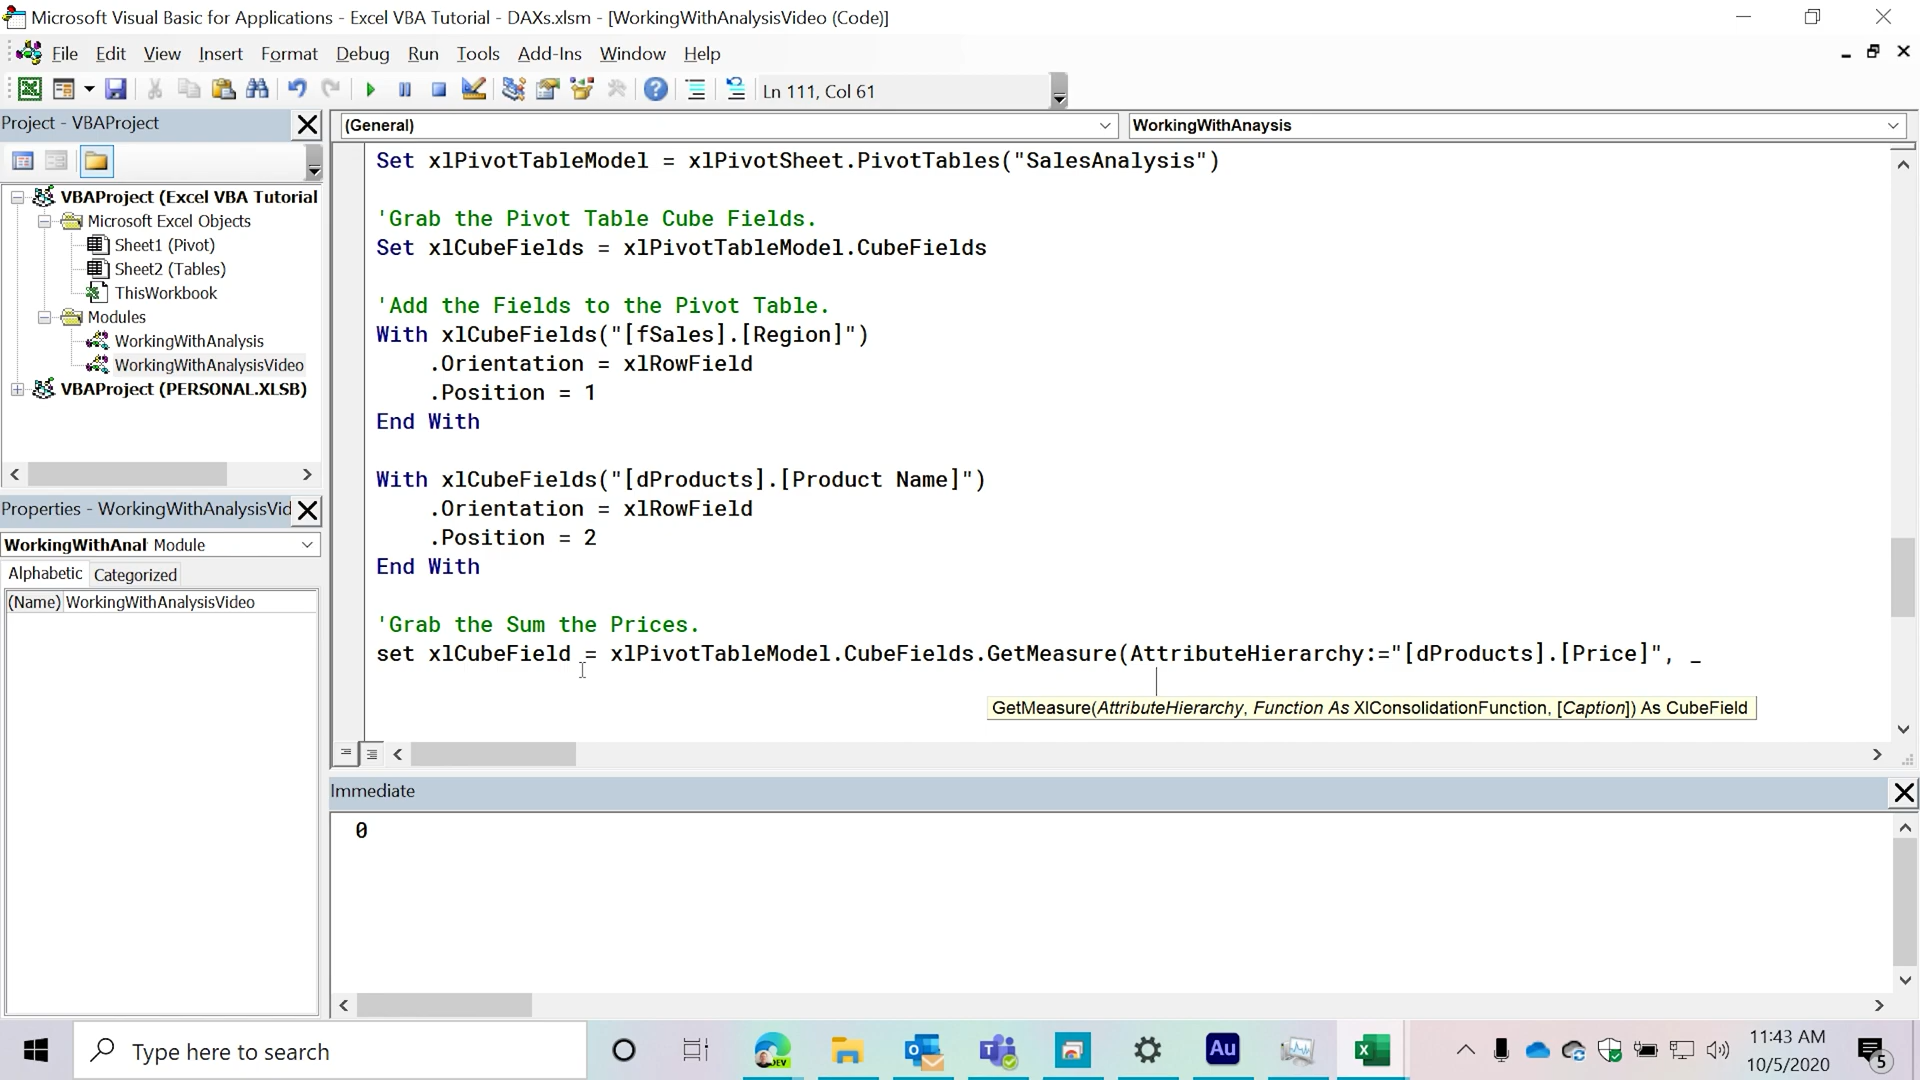 Microsoft Visual Basic for Applications - Excel VBA Tutorial - DAXs.xlsm - [WorkingWithAnalysisVideo (Code)]
File Edit View Insert Format Debug Run Tools Add-Ins Window Help
Ln 111, Col 61
Project - VBAProject
VBAProject (Excel VBA Tutorial
Microsoft Excel Objects
Sheet1 (Pivot)
Sheet2 (Tables)
ThisWorkbook
Modules
WorkingWithAnalysis
WorkingWithAnalysisVideo
VBAProject (PERSONAL.XLSB)
Properties - WorkingWithAnalysisVid
WorkingWithAnal Module
Alphabetic Categorized
(Name) WorkingWithAnalysisVideo
(General) WorkingWithAnaysis
Set xlPivotTableModel = xlPivotSheet.PivotTables("SalesAnalysis")
'Grab the Pivot Table Cube Fields.
Set xlCubeFields = xlPivotTableModel.CubeFields
'Add the Fields to the Pivot Table.
With xlCubeFields("[fSales].[Region]")
.Orientation = xlRowField
.Position = 1
End With
With xlCubeFields("[dProducts].[Product Name]")
.Orientation = xlRowField
.Position = 2
End With
'Grab the Sum the Prices.
set xlCubeField = xlPivotTableModel.CubeFields.GetMeasure(AttributeHierarchy:="[dProducts].[Price]", _
GetMeasure(AttributeHierarchy, Function As XlConsolidationFunction, [Caption]) As CubeField
Immediate
0
Type here to search
DEV
Au
11:43 AM
10/5/2020
5